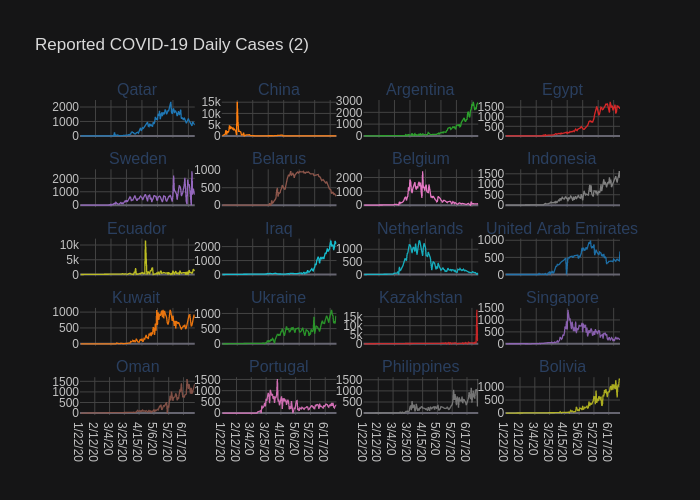 Reported COVID-19 Daily Cases (2)
Qatar China Argentina Egypt
2000 15k 3000 1500
1000 10k 2000 1000
0 5k 1000 500
0 0 0
Sweden Belarus Belgium Indonesia
2000 1000 2000 1500
1000 500 1000 1000
0 0 0 500
0
Ecuador Iraq Netherlands United Arab Emirates
10k 2000 1000 1000
5k 1000 500 500
0 0 0 0
Kuwait Ukraine Kazakhstan Singapore
1000 1000 15k 1500
500 500 10k 1000
0 0 5k 500
0 0
Oman Portugal Philippines Bolivia
1500 1500 1500 1000
1000 1000 1000 500
500 500 500 0
0 0 0
1/22/20 2/12/20 3/4/20 3/25/20 4/15/20 5/6/20 5/27/20 6/17/20 1/22/20 2/12/20 3/4/20 3/25/20 4/15/20 5/6/20 5/27/20 6/17/20 1/22/20 2/12/20 3/4/20 3/25/20 4/15/20 5/6/20 5/27/20 6/17/20 1/22/20 2/12/20 3/4/20 3/25/20 4/15/20 5/6/20 5/27/20 6/17/20